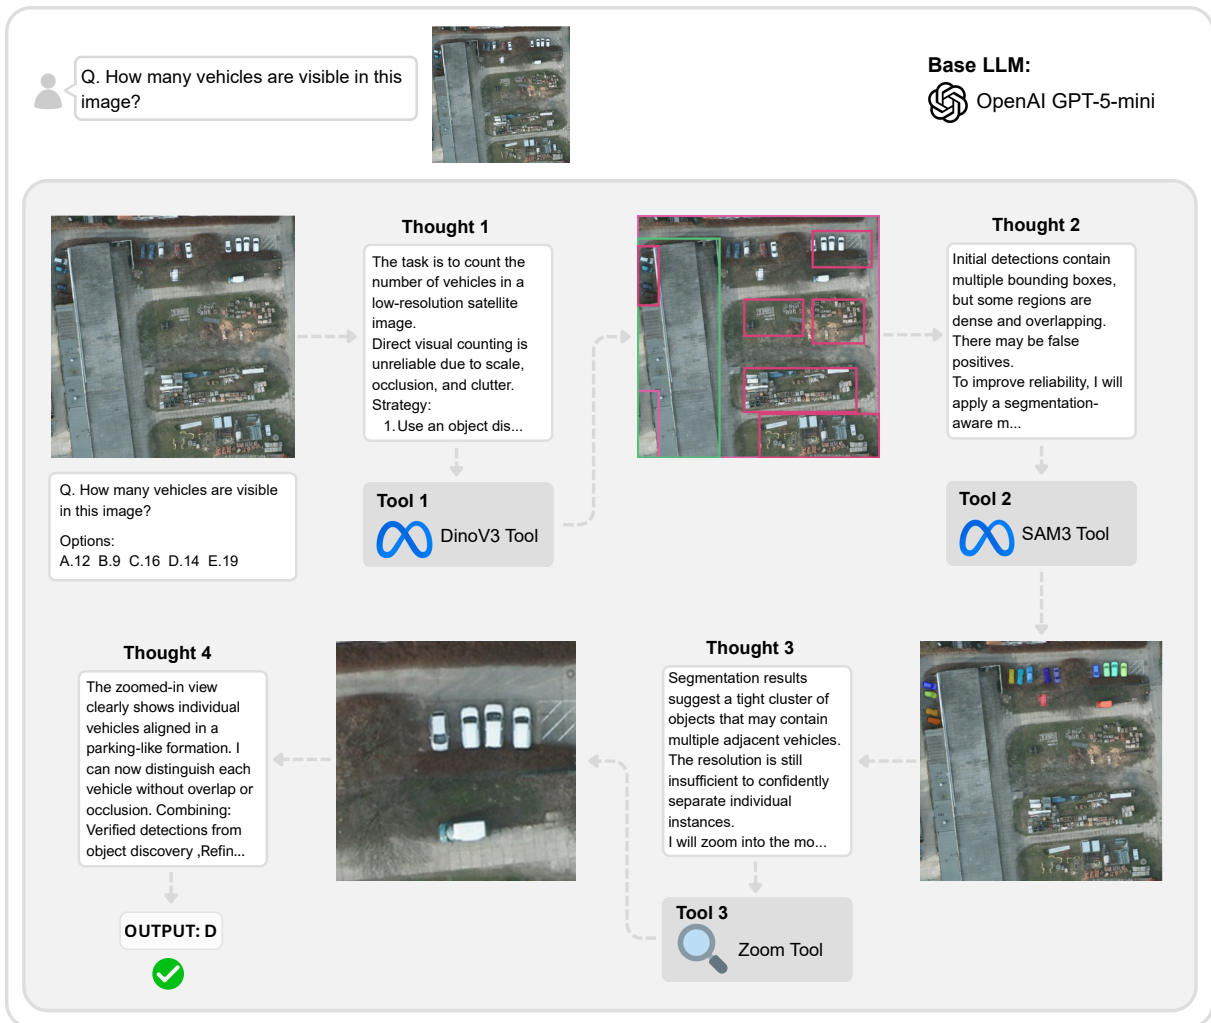 Q. How many vehicles are visible in this
image?
Base LLM:
OpenAI GPT-5-mini
Thought 1
The task is to count the
number of vehicles in a
low-resolution satellite
image.
Direct visual counting is
unreliable due to scale,
occlusion, and clutter.
Strategy:
1. Use an object dis...
Tool 1
DinoV3 Tool
Q. How many vehicles are visible
in this image?
Options:
A.12 B.9 C.16 D.14 E.19
Thought 2
Initial detections contain
multiple bounding boxes,
but some regions are
dense and overlapping.
There may be false
positives.
To improve reliability, I will
apply a segmentation-
aware m...
Tool 2
SAM3 Tool
Thought 3
Segmentation results
suggest a tight cluster of
objects that may contain
multiple adjacent vehicles.
The resolution is still
insufficient to confidently
separate individual
instances.
I will zoom into the mo...
Tool 3
Zoom Tool
Thought 4
The zoomed-in view
clearly shows individual
vehicles aligned in a
parking-like formation. I
can now distinguish each
vehicle without overlap or
occlusion. Combining:
Verified detections from
object discovery ,Refin...
OUTPUT: D